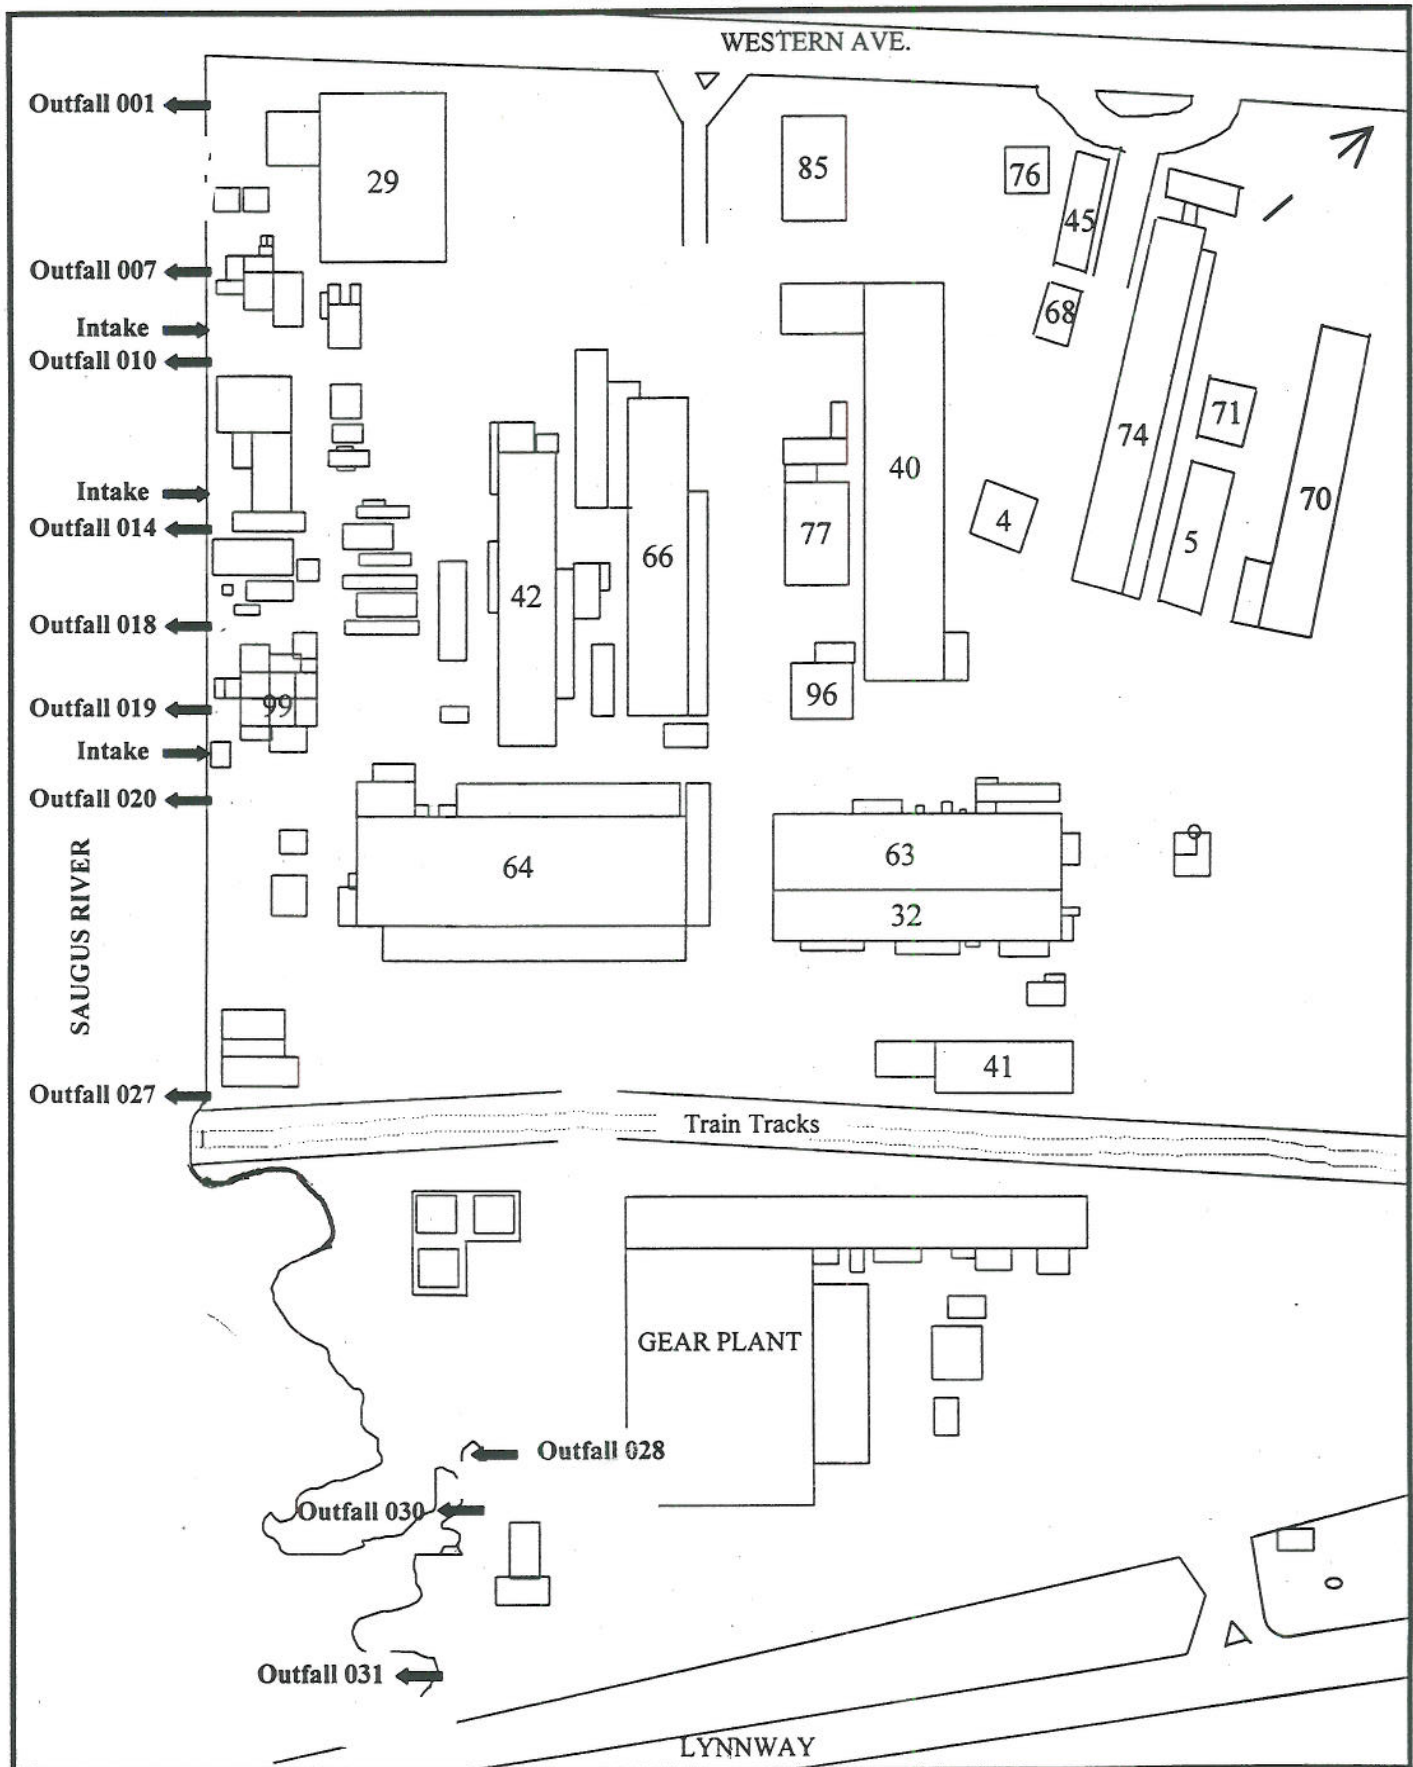 WESTERN AVE.
Outfall 001
29
85
76
45
Outfall 007
68
Intake
Outfall 010
71
74
40
70
Intake
4
Outfall 014
77
5
66
42
Outfall 018
96
99
Outfall 019
Intake
Outfall 020
63
64
32
SAUGUS RIVER
41
Outfall 027
Train Tracks
GEAR PLANT
Outfall 028
Outfall 030
Outfall 031
LYNNWAY